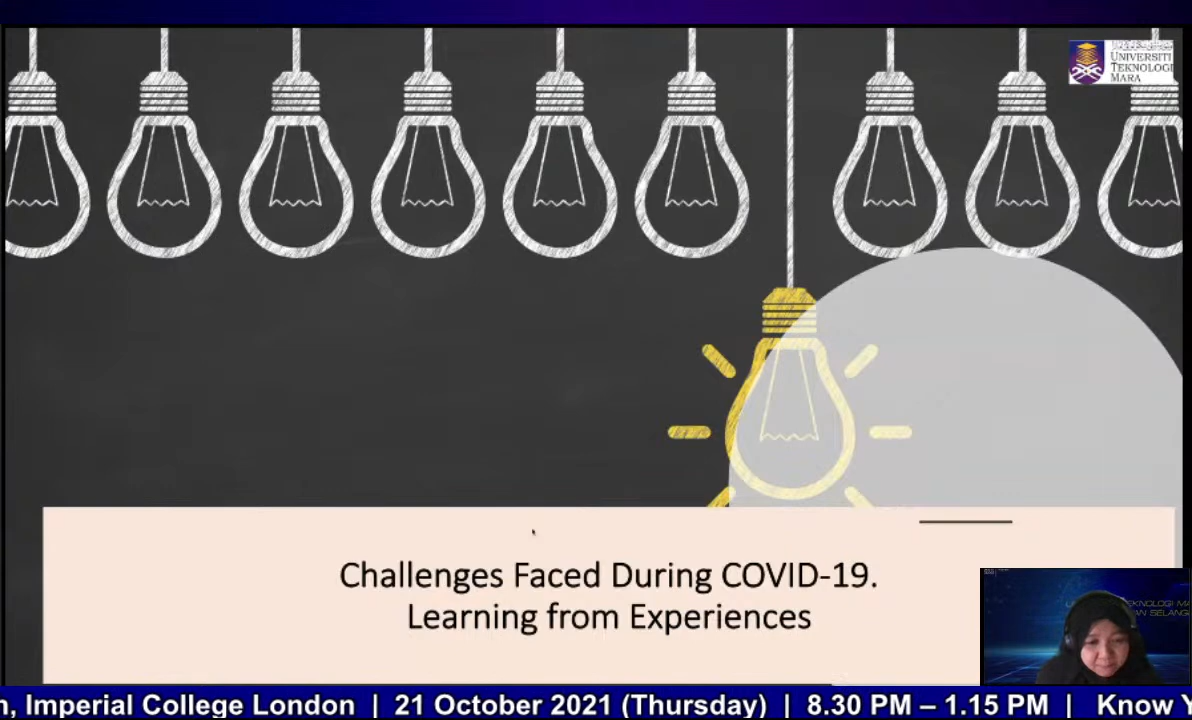 UNIVERSITI
TEKNOLOGI
MARA
Challenges Faced During COVID-19.
Learning from Experiences
n, Imperial College London | 21 October 2021 (Thursday) | 8.30 PM – 1.15 PM | Know Y